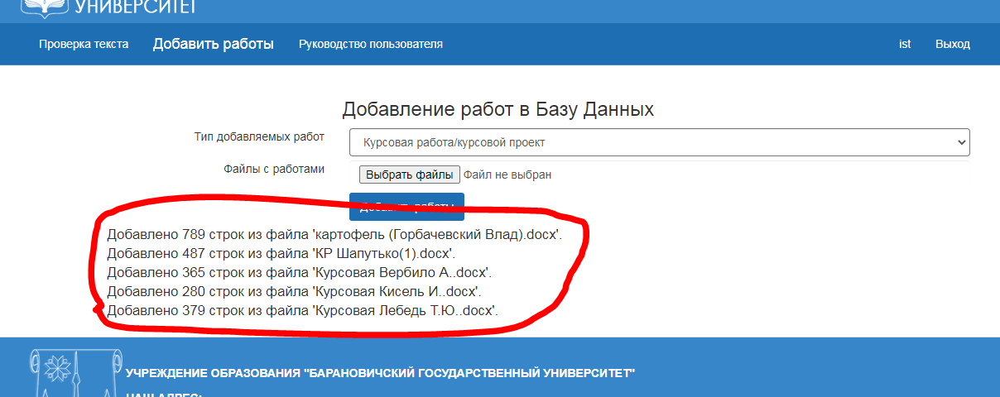 УНИВЕРСИТЕТ
Проверка текста Добавить работы Руководство пользователя ist Выход
Добавление работ в Базу Данных
Тип добавляемых работ Курсовая работа/курсовой проект
Файлы с работами Выбрать файлы Файл не выбран
Добавить работы
Добавлено 789 строк из файла 'картофель (Горбачевский Влад).docx'.
Добавлено 487 строк из файла 'КР Шапутько(1).docx'.
Добавлено 365 строк из файла 'Курсовая Вербило А..docx'.
Добавлено 280 строк из файла 'Курсовая Кисель И..docx'.
Добавлено 379 строк из файла 'Курсовая Лебедь Т.Ю..docx'.
УЧРЕЖДЕНИЕ ОБРАЗОВАНИЯ "БАРАНОВИЧСКИЙ ГОСУДАРСТВЕННЫЙ УНИВЕРСИТЕТ"
НАШ АДРЕС: